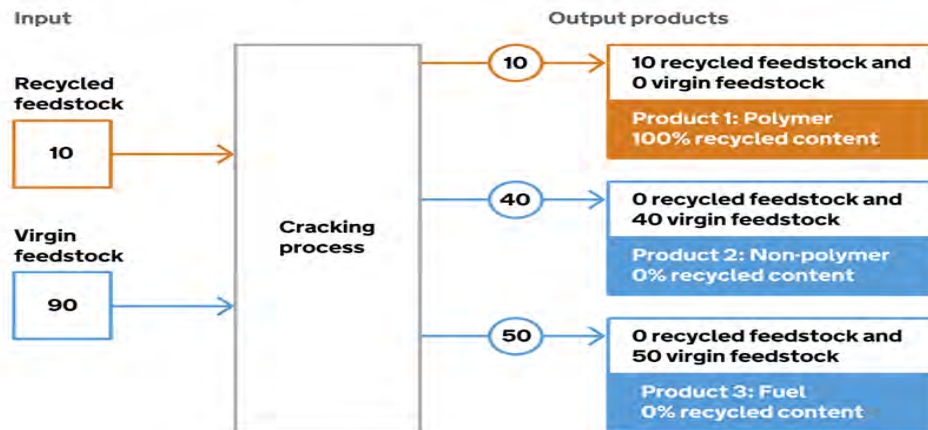 Input
Output products
Recycled
feedstock
10
Virgin
feedstock
90
Cracking
process
10
10 recycled feedstock and
0 virgin feedstock
Product 1: Polymer
100% recycled content
40
0 recycled feedstock and
40 virgin feedstock
Product 2: Non-polymer
0% recycled content
50
0 recycled feedstock and
50 virgin feedstock
Product 3: Fuel
0% recycled content